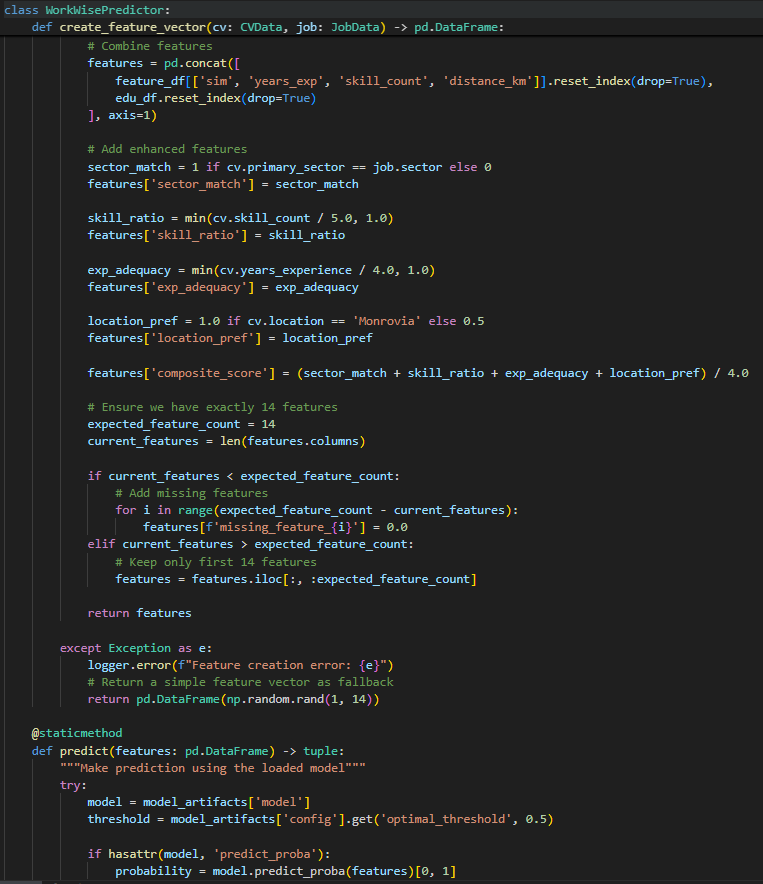 class WorkWisePredictor:
    def create_feature_vector(cv: CVData, job: JobData) -> pd.DataFrame:
            # Combine features
            features = pd.concat([
                feature_df[['sim', 'years_exp', 'skill_count', 'distance_km']].reset_index(drop=True),
                edu_df.reset_index(drop=True)
            ], axis=1)

            # Add enhanced features
            sector_match = 1 if cv.primary_sector == job.sector else 0
            features['sector_match'] = sector_match

            skill_ratio = min(cv.skill_count / 5.0, 1.0)
            features['skill_ratio'] = skill_ratio

            exp_adequacy = min(cv.years_experience / 4.0, 1.0)
            features['exp_adequacy'] = exp_adequacy

            location_pref = 1.0 if cv.location == 'Monrovia' else 0.5
            features['location_pref'] = location_pref

            features['composite_score'] = (sector_match + skill_ratio + exp_adequacy + location_pref) / 4.0

            # Ensure we have exactly 14 features
            expected_feature_count = 14
            current_features = len(features.columns)

            if current_features < expected_feature_count:
                # Add missing features
                for i in range(expected_feature_count - current_features):
                    features[f'missing_feature_{i}'] = 0.0
            elif current_features > expected_feature_count:
                # Keep only first 14 features
                features = features.iloc[:, :expected_feature_count]

            return features

        except Exception as e:
            logger.error(f"Feature creation error: {e}")
            # Return a simple feature vector as fallback
            return pd.DataFrame(np.random.rand(1, 14))

    @staticmethod
    def predict(features: pd.DataFrame) -> tuple:
        """Make prediction using the loaded model"""
        try:
            model = model_artifacts['model']
            threshold = model_artifacts['config'].get('optimal_threshold', 0.5)

            if hasattr(model, 'predict_proba'):
                probability = model.predict_proba(features)[0, 1]